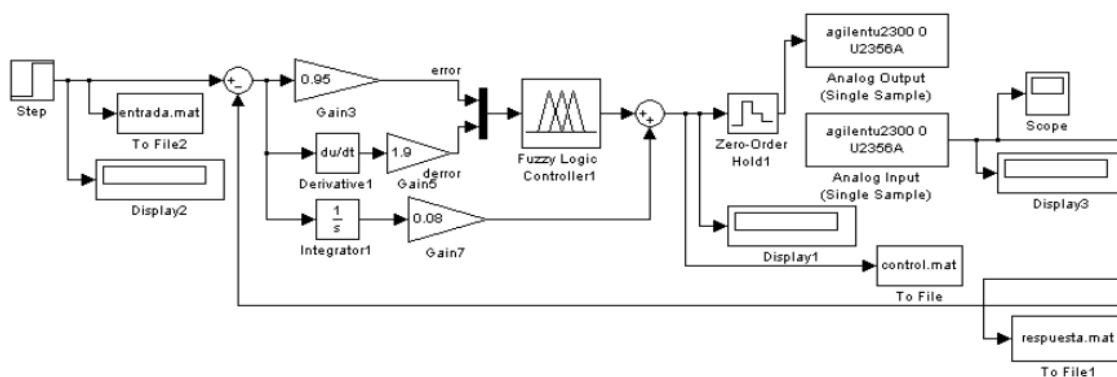 Step
entrada.mat
To File2
Display2
+
−
0.95
Gain3
error
du/dt
Derivative1
1.9
Gain5
derror
1
s
Integrator1
0.08
Gain7
Fuzzy Logic
Controller1
+
+
Zero-Order
Hold1
agilentu2300 0
U2356A
Analog Output
(Single Sample)
agilentu2300 0
U2356A
Analog Input
(Single Sample)
Scope
Display3
Display1
control.mat
To File
respuesta.mat
To File1